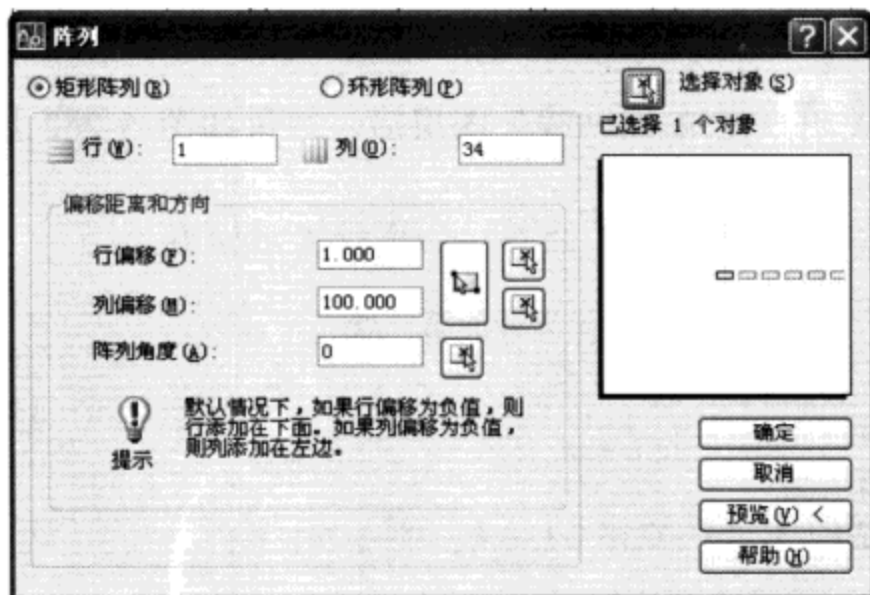 阵列
矩形阵列(R)
环形阵列(P)
选择对象(S)
已选择 1 个对象
行(W): 1
列(O): 34
偏移距离和方向
行偏移(F): 1.000
列偏移(M): 100.000
阵列角度(A): 0
提示
默认情况下,如果行偏移为负值,则
行添加在下面。如果列偏移为负值,
则列添加在左边。
确定
取消
预览(V) <
帮助(H)